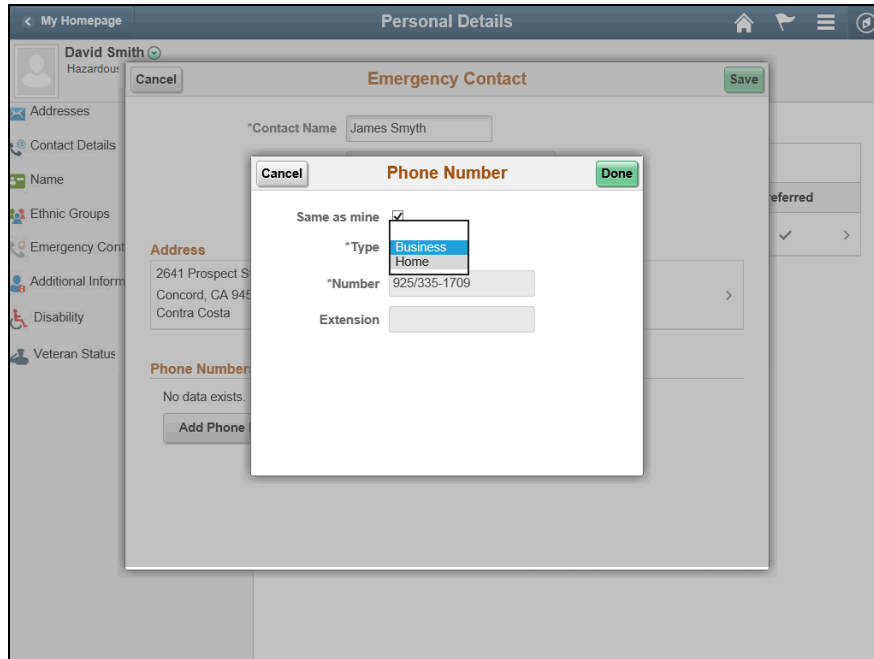 My Homepage
Personal Details
David Smith
Hazardou
Cancel
Emergency Contact
Save
Addresses
Contact Details
Name
Ethnic Groups
Emergency Cont
Additional Inform
Disability
Veteran Status
*Contact Name James Smyth
Cancel
Phone Number
Done
Same as mine
*Type
Business
Home
*Number 925/335-1709
Extension
Address
2641 Prospect S
Concord, CA 945
Contra Costa
Phone Number
No data exists.
Add Phone
eferred